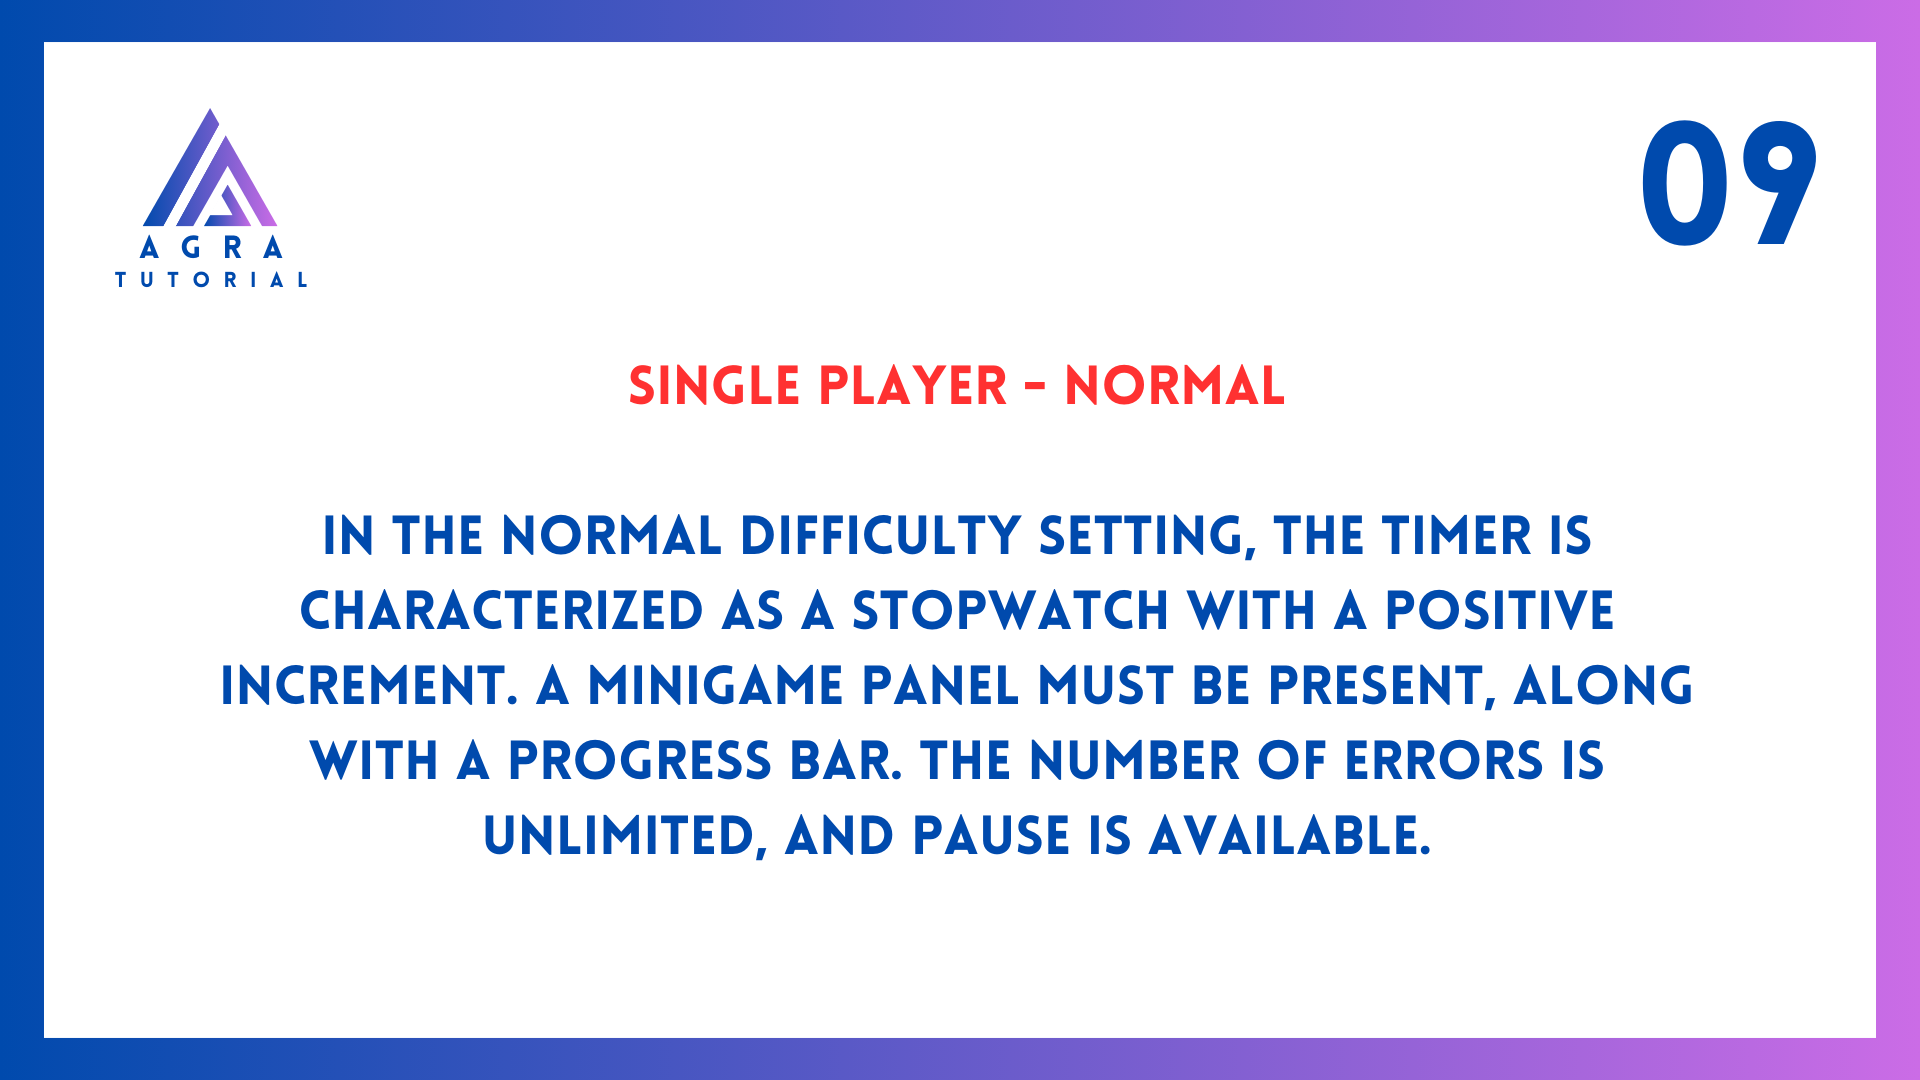 AGRA
TUTORIAL
09
SINGLE PLAYER - NORMAL
IN THE NORMAL DIFFICULTY SETTING, THE TIMER IS
CHARACTERIZED AS A STOPWATCH WITH A POSITIVE
INCREMENT. A MINIGAME PANEL MUST BE PRESENT, ALONG
WITH A PROGRESS BAR. THE NUMBER OF ERRORS IS
UNLIMITED, AND PAUSE IS AVAILABLE.